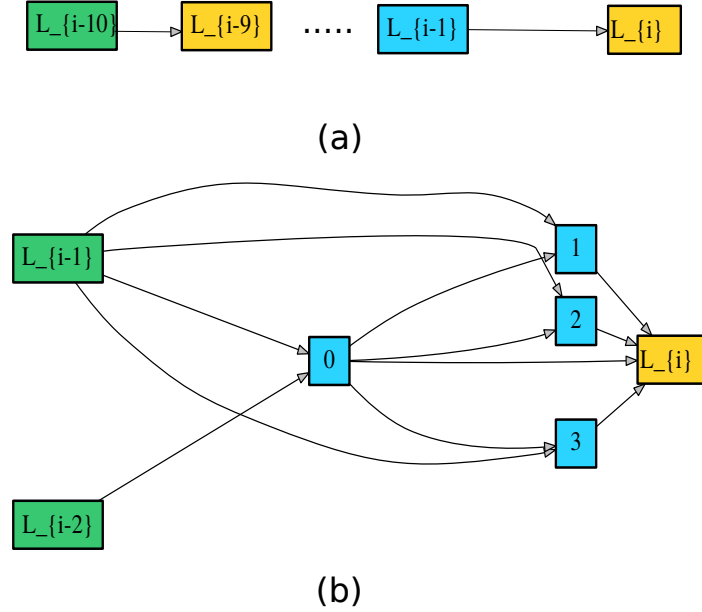 L_{i-10} L_{i-9} ..... L_{i-1} L_{i}
(a)
L_{i-1}
1
2
0
L_{i}
3
L_{i-2}
(b)